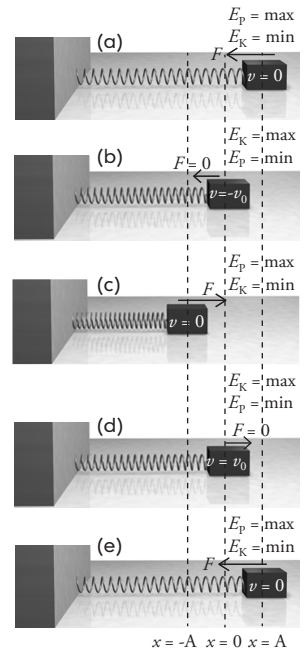 E_P = max
(a) E_K = min
F
v = 0
E_K = max
(b) E_P = min
F = 0
v=-v_0
E_P = max
(c) E_K = min
F
v = 0
E_K = max
(d) E_P = min
F = 0
v = v_0
E_P = max
(e) E_K = min
F
v = 0
x = -A x = 0 x = A